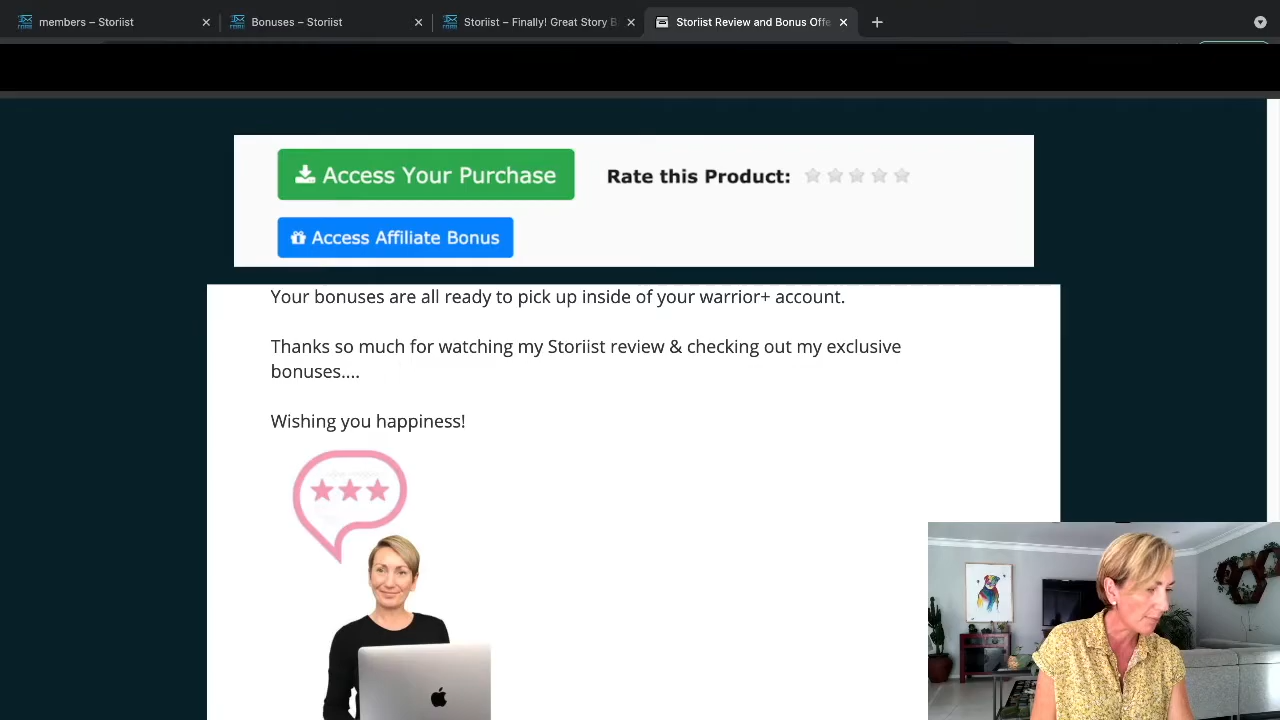 members – Storiist
Bonuses – Storiist
Storiist – Finally! Great Story B
Storiist Review and Bonus Offe
Access Your Purchase
Rate this Product:
Access Affiliate Bonus
Your bonuses are all ready to pick up inside of your warrior+ account.
Thanks so much for watching my Storiist review & checking out my exclusive
bonuses....
Wishing you happiness!